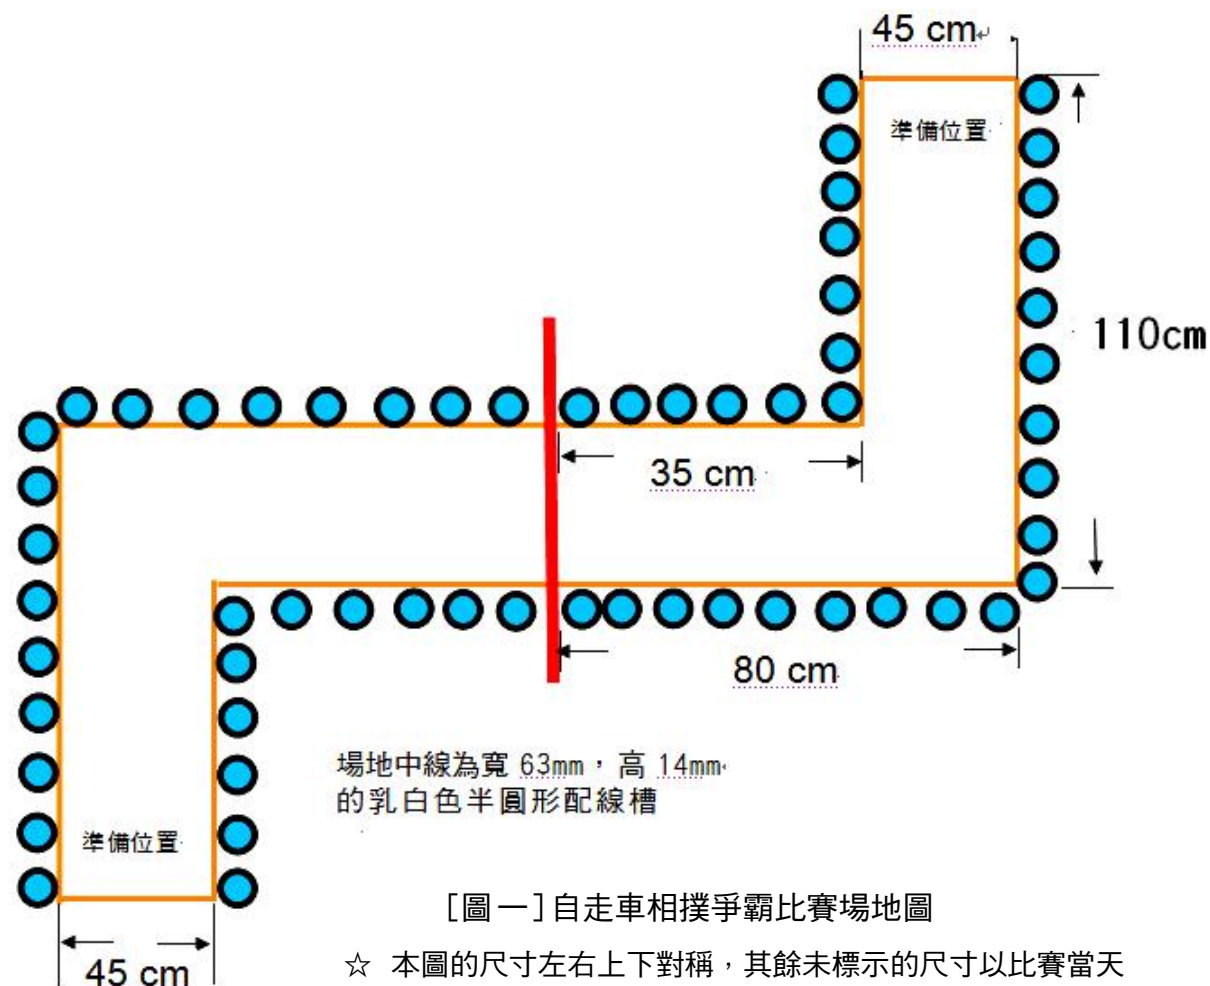 45 cm
準備位置
110cm
35 cm
80 cm
場地中線為寬 63mm，高 14mm
的乳白色半圓形配線槽
準備位置
[圖一]自走車相撲爭霸比賽場地圖
45 cm
☆ 本圖的尺寸左右上下對稱，其餘未標示的尺寸以比賽當天